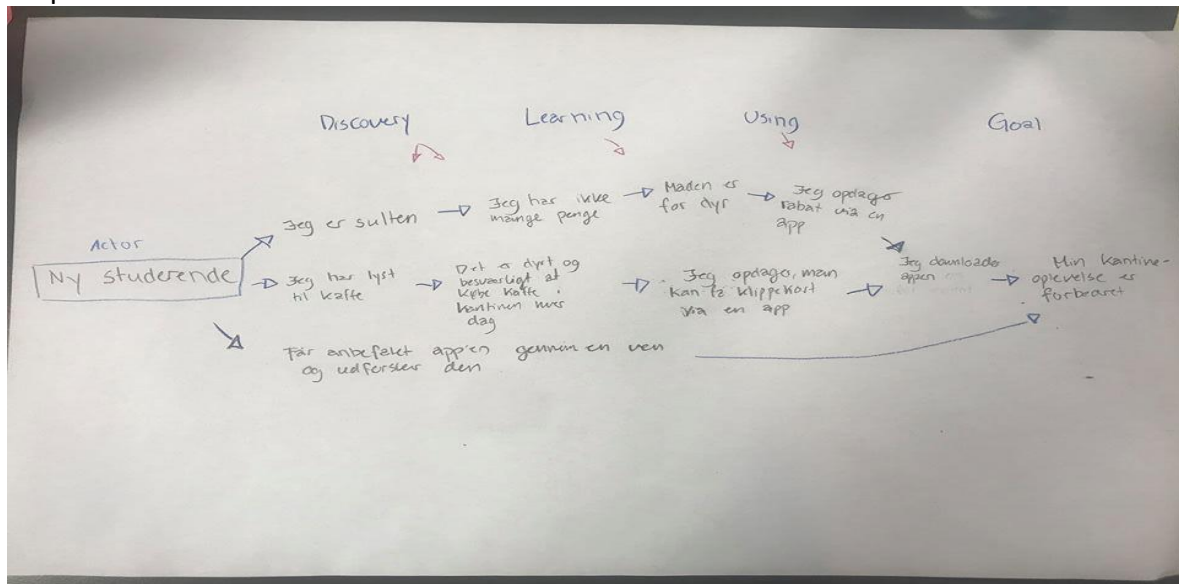 Discovery
Learning
Using
Goal
Actor
Ny studerende
Jeg er sulten
Jeg har ikke
mange penge
Maden er
for dyr
Jeg opdager
rabat via en
app
Jeg har lyst
til kaffe
Det er dyrt og
besværligt at
købe kaffe i
kantinen hver
dag
Jeg opdager, man
kan få klippekort
via en app
Jeg downloader
appen
Min kantine-
oplevelse er
forbedret
Får anbefalet app'en gennem en ven
og udforsker den